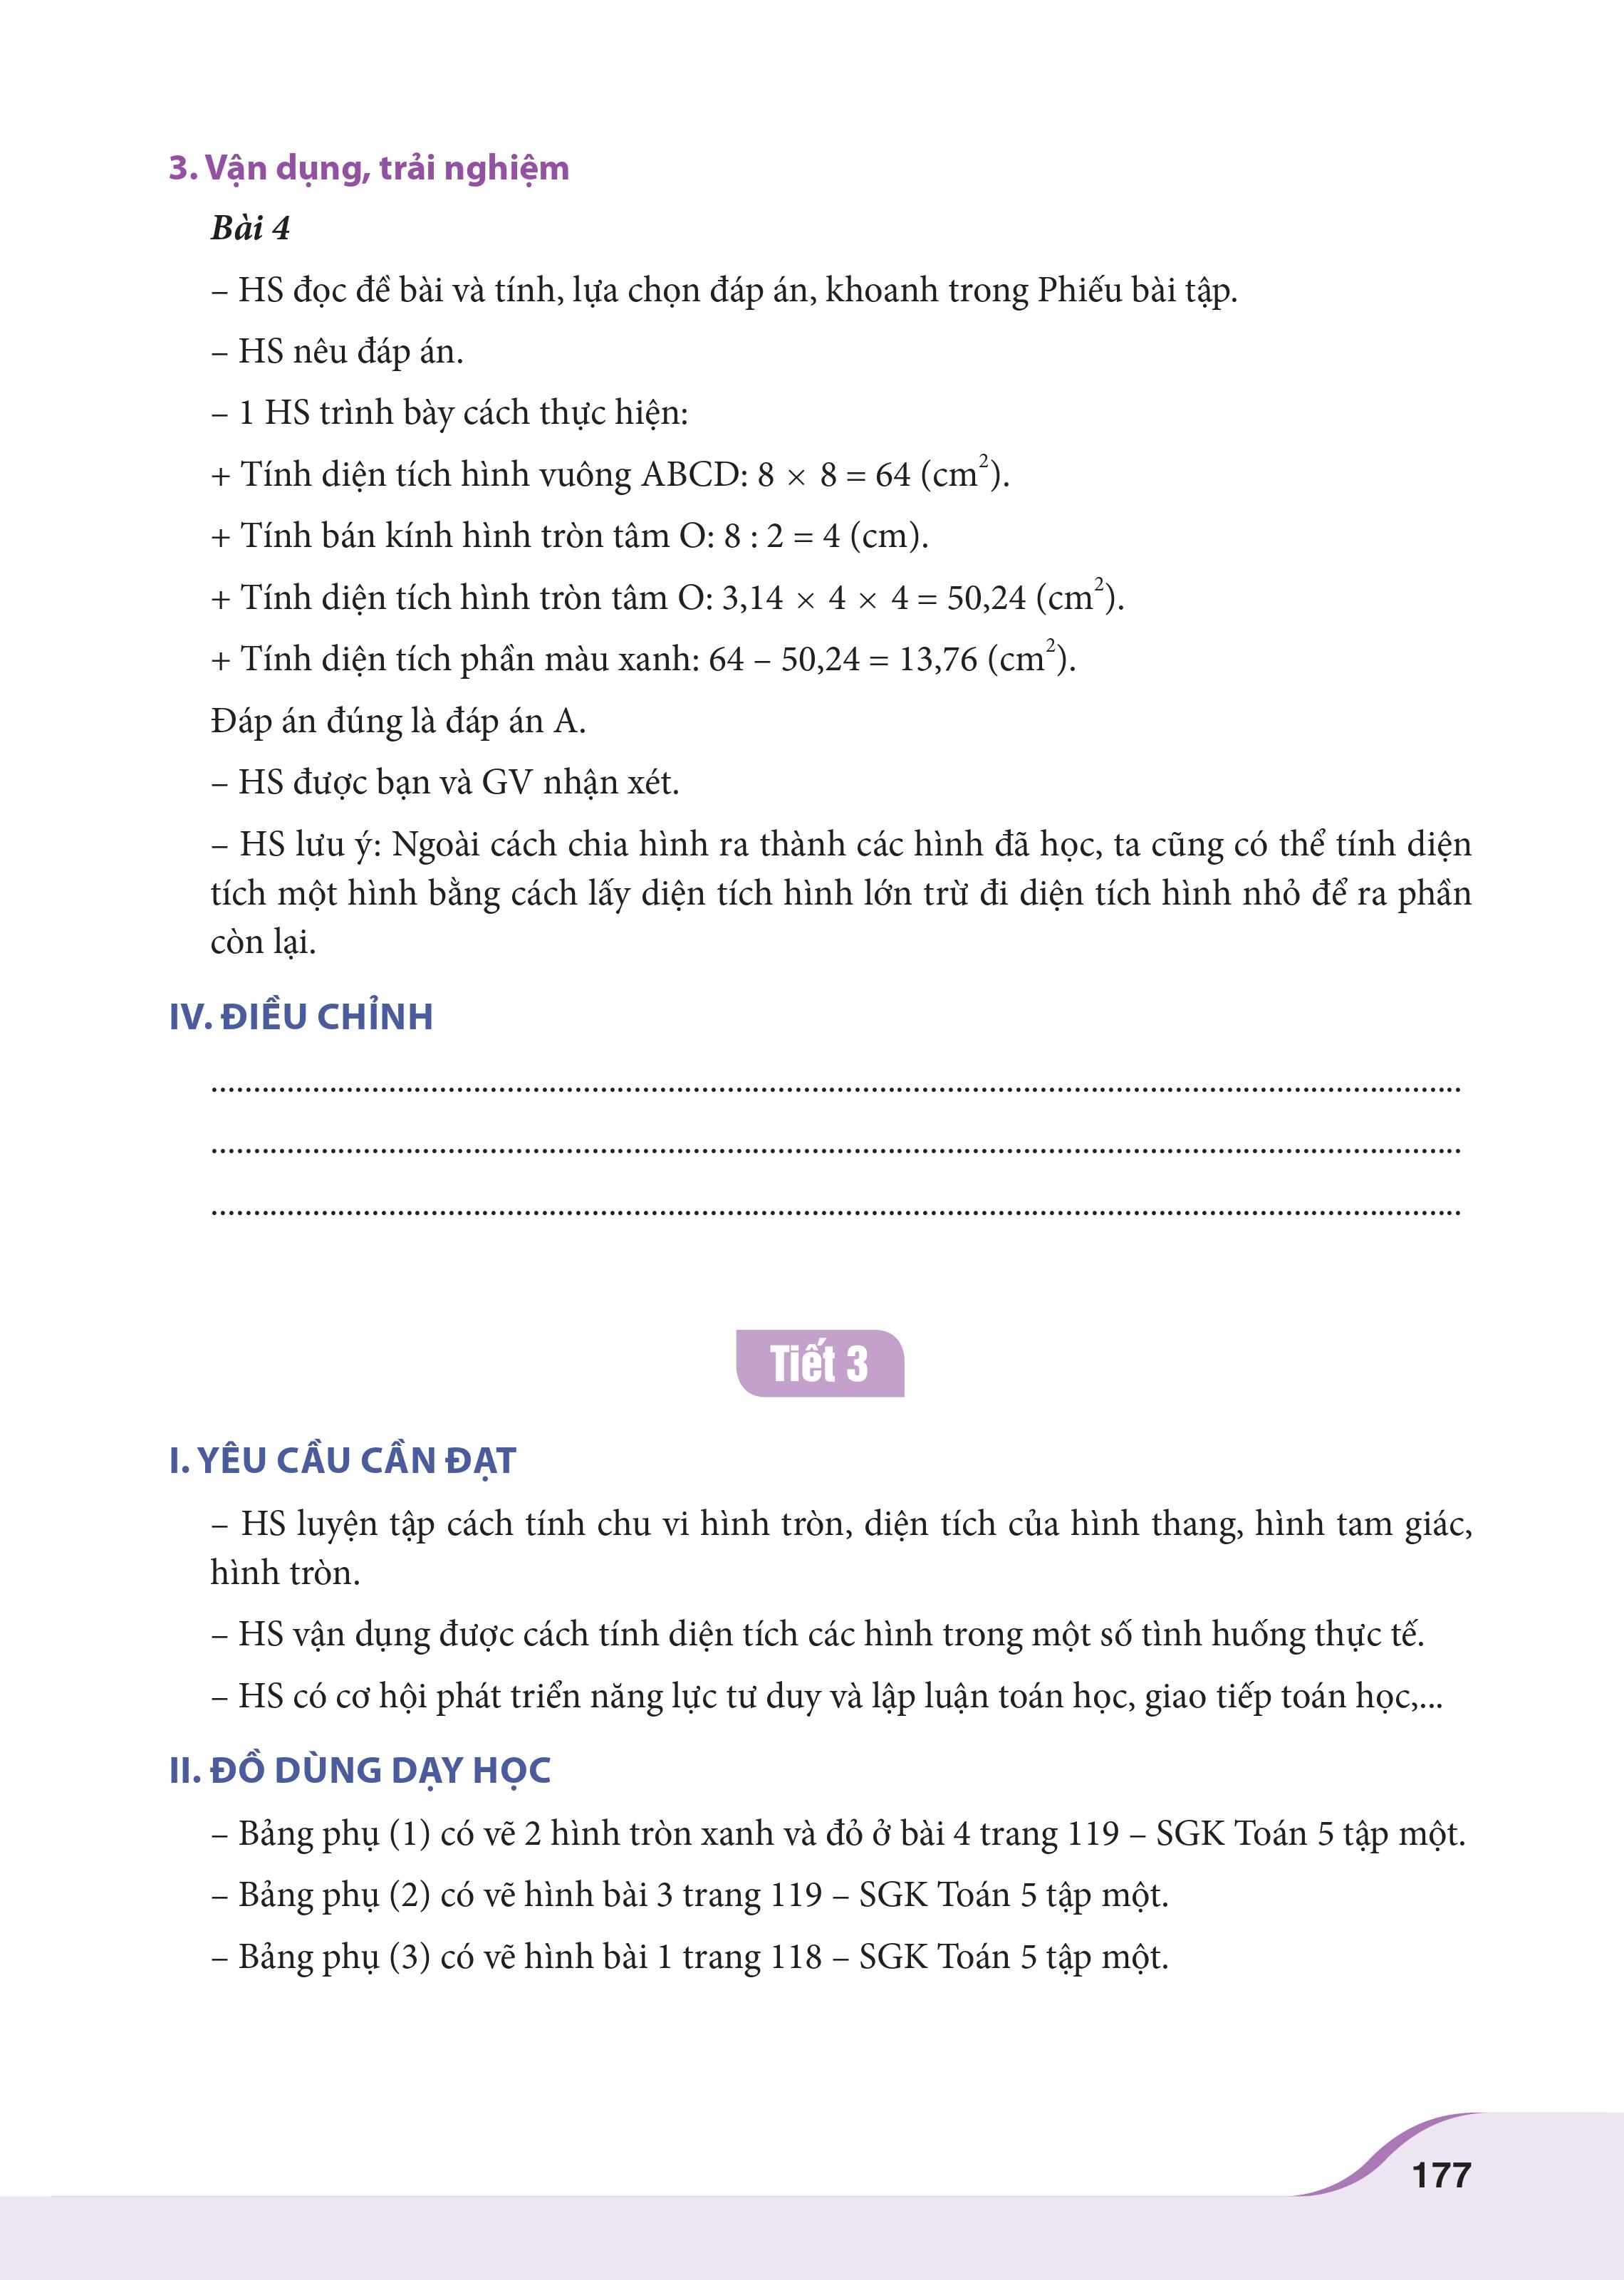 3. Vận dụng, trải nghiệm
Bài 4
– HS đọc đề bài và tính, lựa chọn đáp án, khoanh trong Phiếu bài tập.
– HS nêu đáp án.
– 1 HS trình bày cách thực hiện:
+ Tính diện tích hình vuông ABCD: 8 × 8 = 64 (cm²).
+ Tính bán kính hình tròn tâm O: 8 : 2 = 4 (cm).
+ Tính diện tích hình tròn tâm O: 3,14 × 4 × 4 = 50,24 (cm²).
+ Tính diện tích phần màu xanh: 64 – 50,24 = 13,76 (cm²).
Đáp án đúng là đáp án A.
– HS được bạn và GV nhận xét.
– HS lưu ý: Ngoài cách chia hình ra thành các hình đã học, ta cũng có thể tính diện
tích một hình bằng cách lấy diện tích hình lớn trừ đi diện tích hình nhỏ để ra phần
còn lại.
IV. ĐIỀU CHỈNH
Tiết 3
I. YÊU CẦU CẦN ĐẠT
– HS luyện tập cách tính chu vi hình tròn, diện tích của hình thang, hình tam giác,
hình tròn.
– HS vận dụng được cách tính diện tích các hình trong một số tình huống thực tế.
– HS có cơ hội phát triển năng lực tư duy và lập luận toán học, giao tiếp toán học,...
II. ĐỒ DÙNG DẠY HỌC
– Bảng phụ (1) có vẽ 2 hình tròn xanh và đỏ ở bài 4 trang 119 – SGK Toán 5 tập một.
– Bảng phụ (2) có vẽ hình bài 3 trang 119 – SGK Toán 5 tập một.
– Bảng phụ (3) có vẽ hình bài 1 trang 118 – SGK Toán 5 tập một.
177